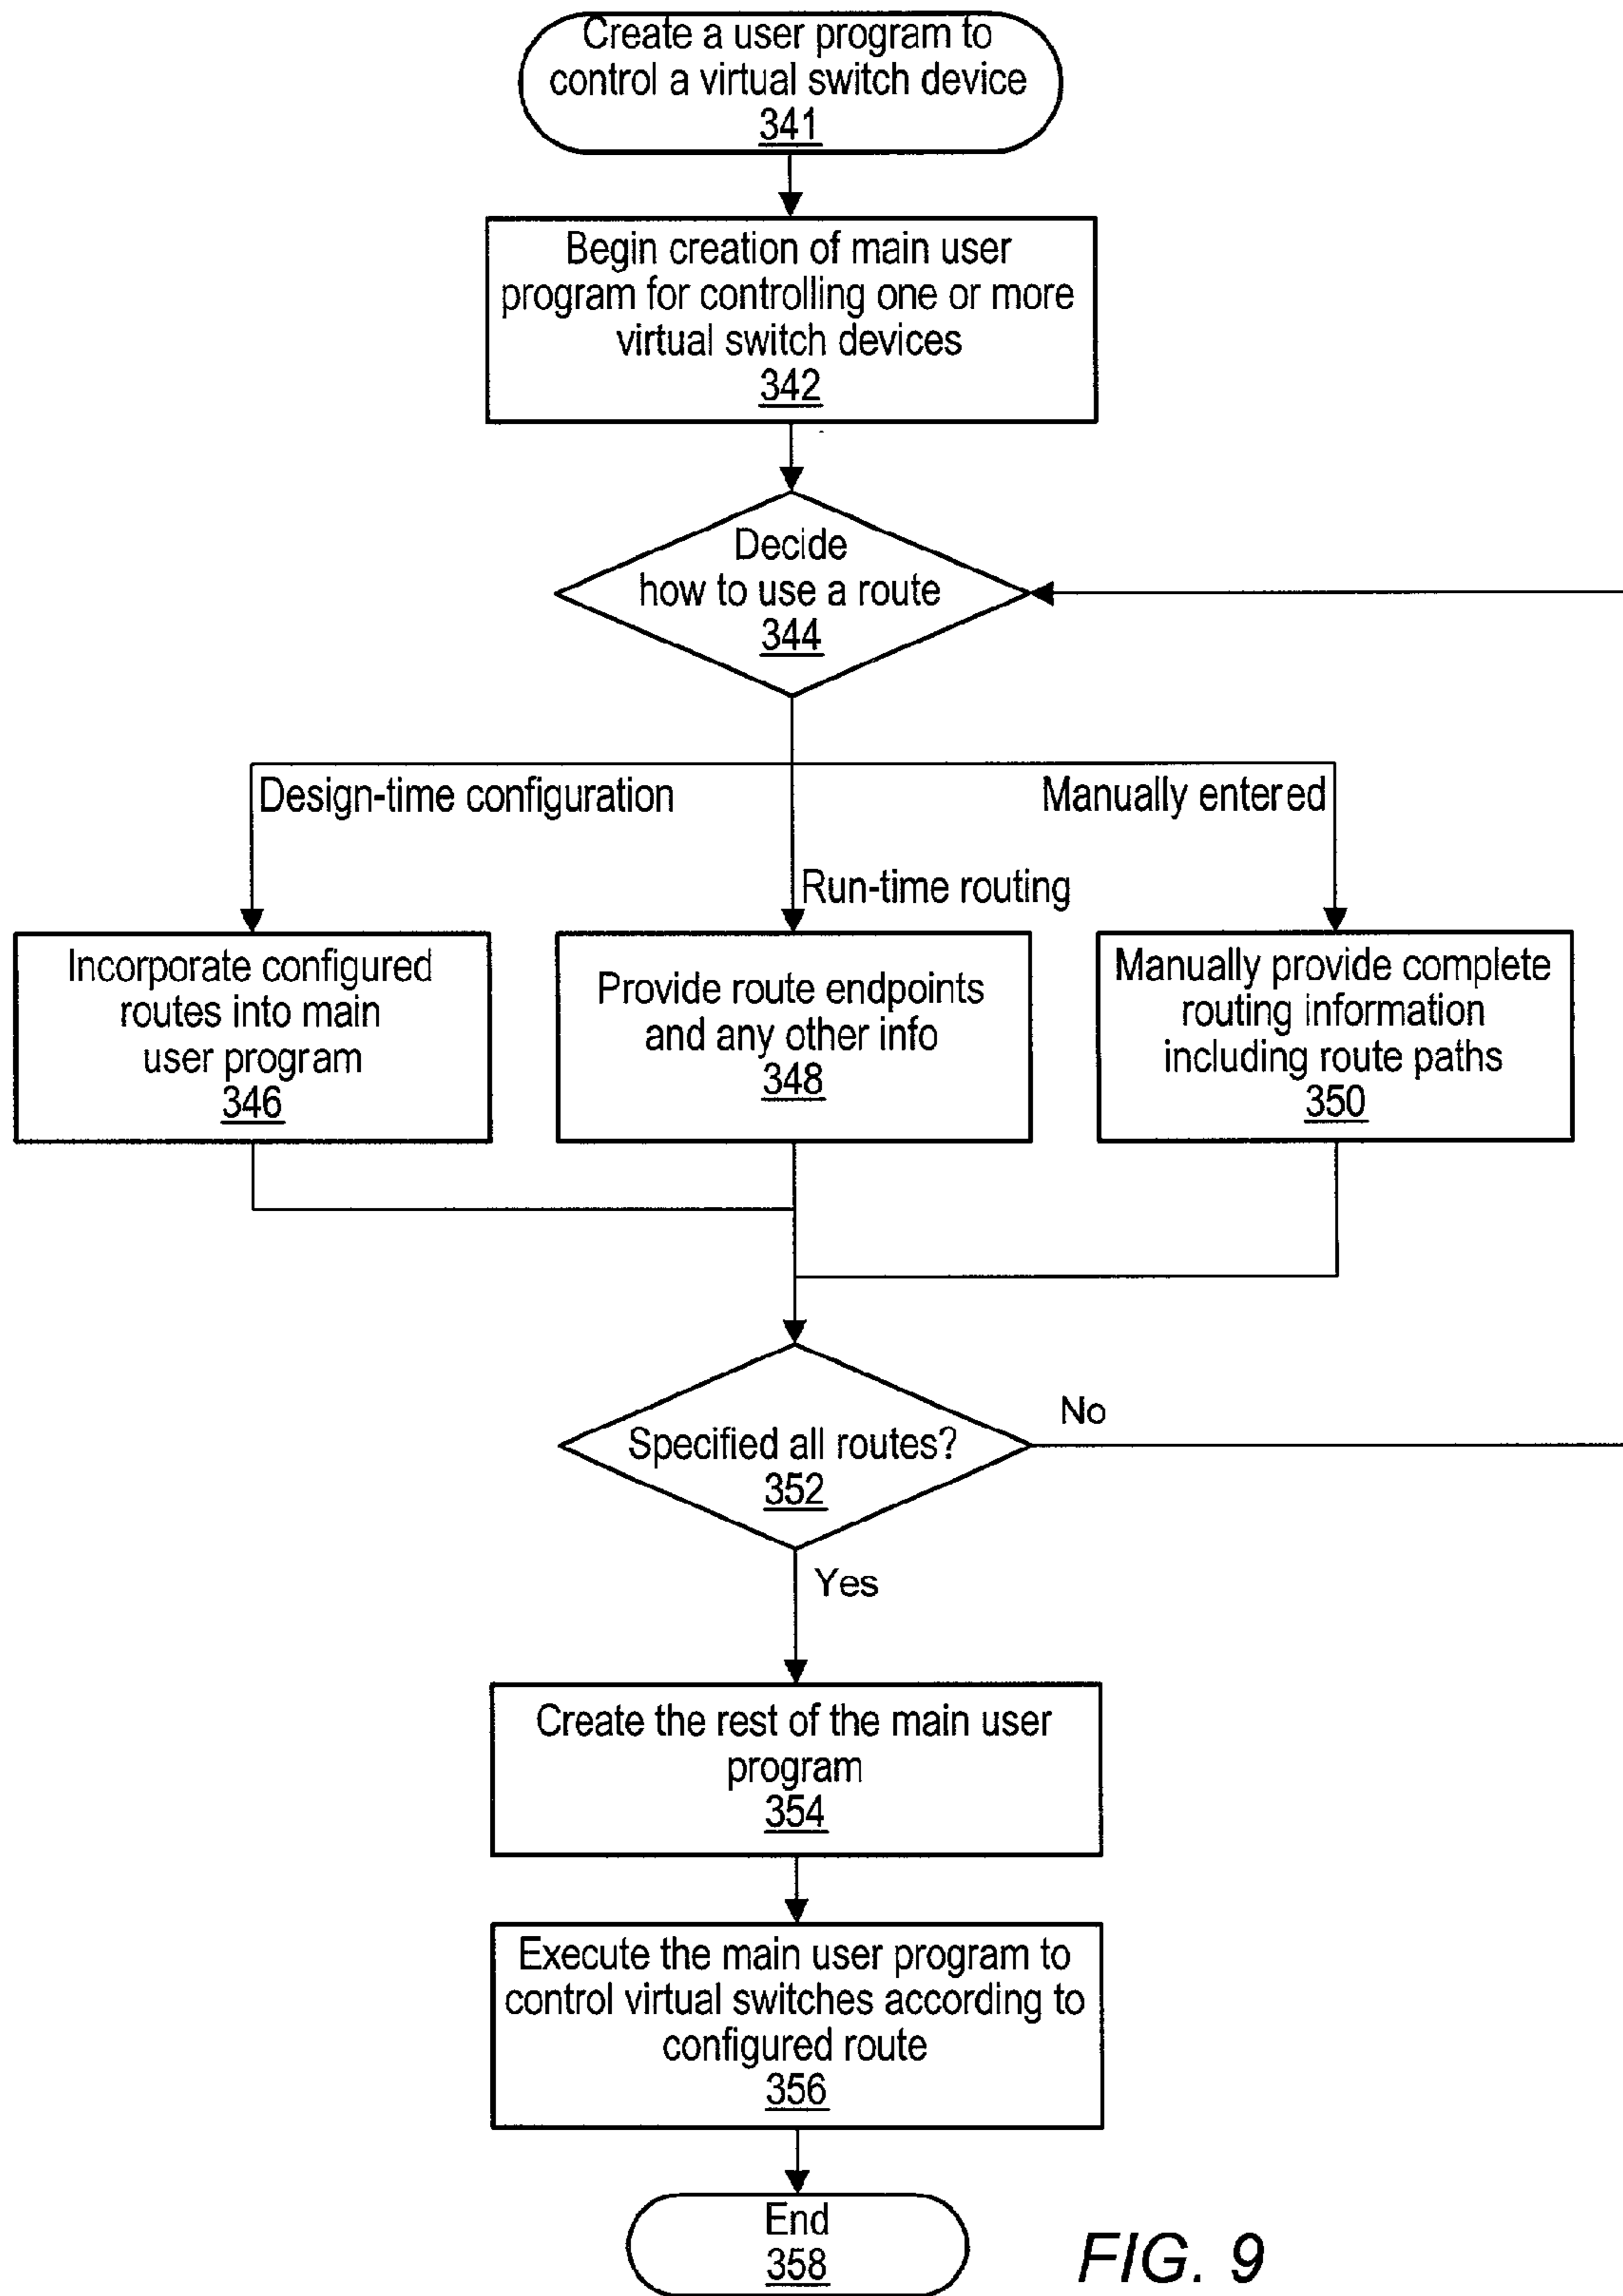 Create a user program to
control a virtual switch device
341
Begin creation of main user
program for controlling one or more
virtual switch devices
342
Decide
how to use a route
344
Design-time configuration
Manually entered
Run-time routing
Incorporate configured
routes into main
user program
346
Provide route endpoints
and any other info
348
Manually provide complete
routing information
including route paths
350
Specified all routes?
352
No
Yes
Create the rest of the main user
program
354
Execute the main user program to
control virtual switches according to
configured route
356
End
358
FIG. 9